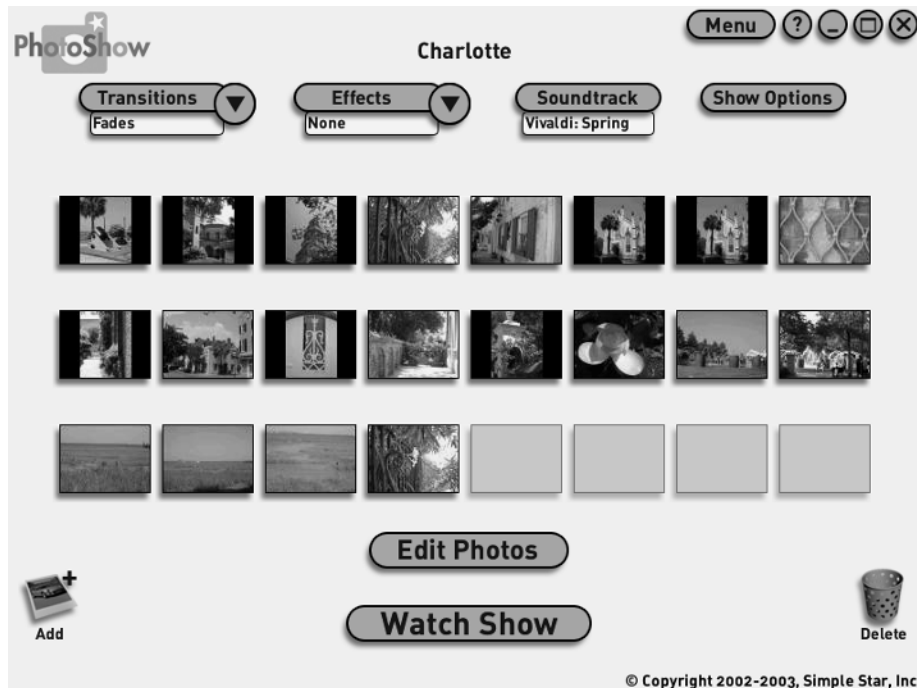 PhotoShow
Menu ?
Charlotte
Transitions Effects Soundtrack Show Options
Fades None Vivaldi: Spring
Edit Photos
Add Watch Show Delete
© Copyright 2002-2003, Simple Star, Inc